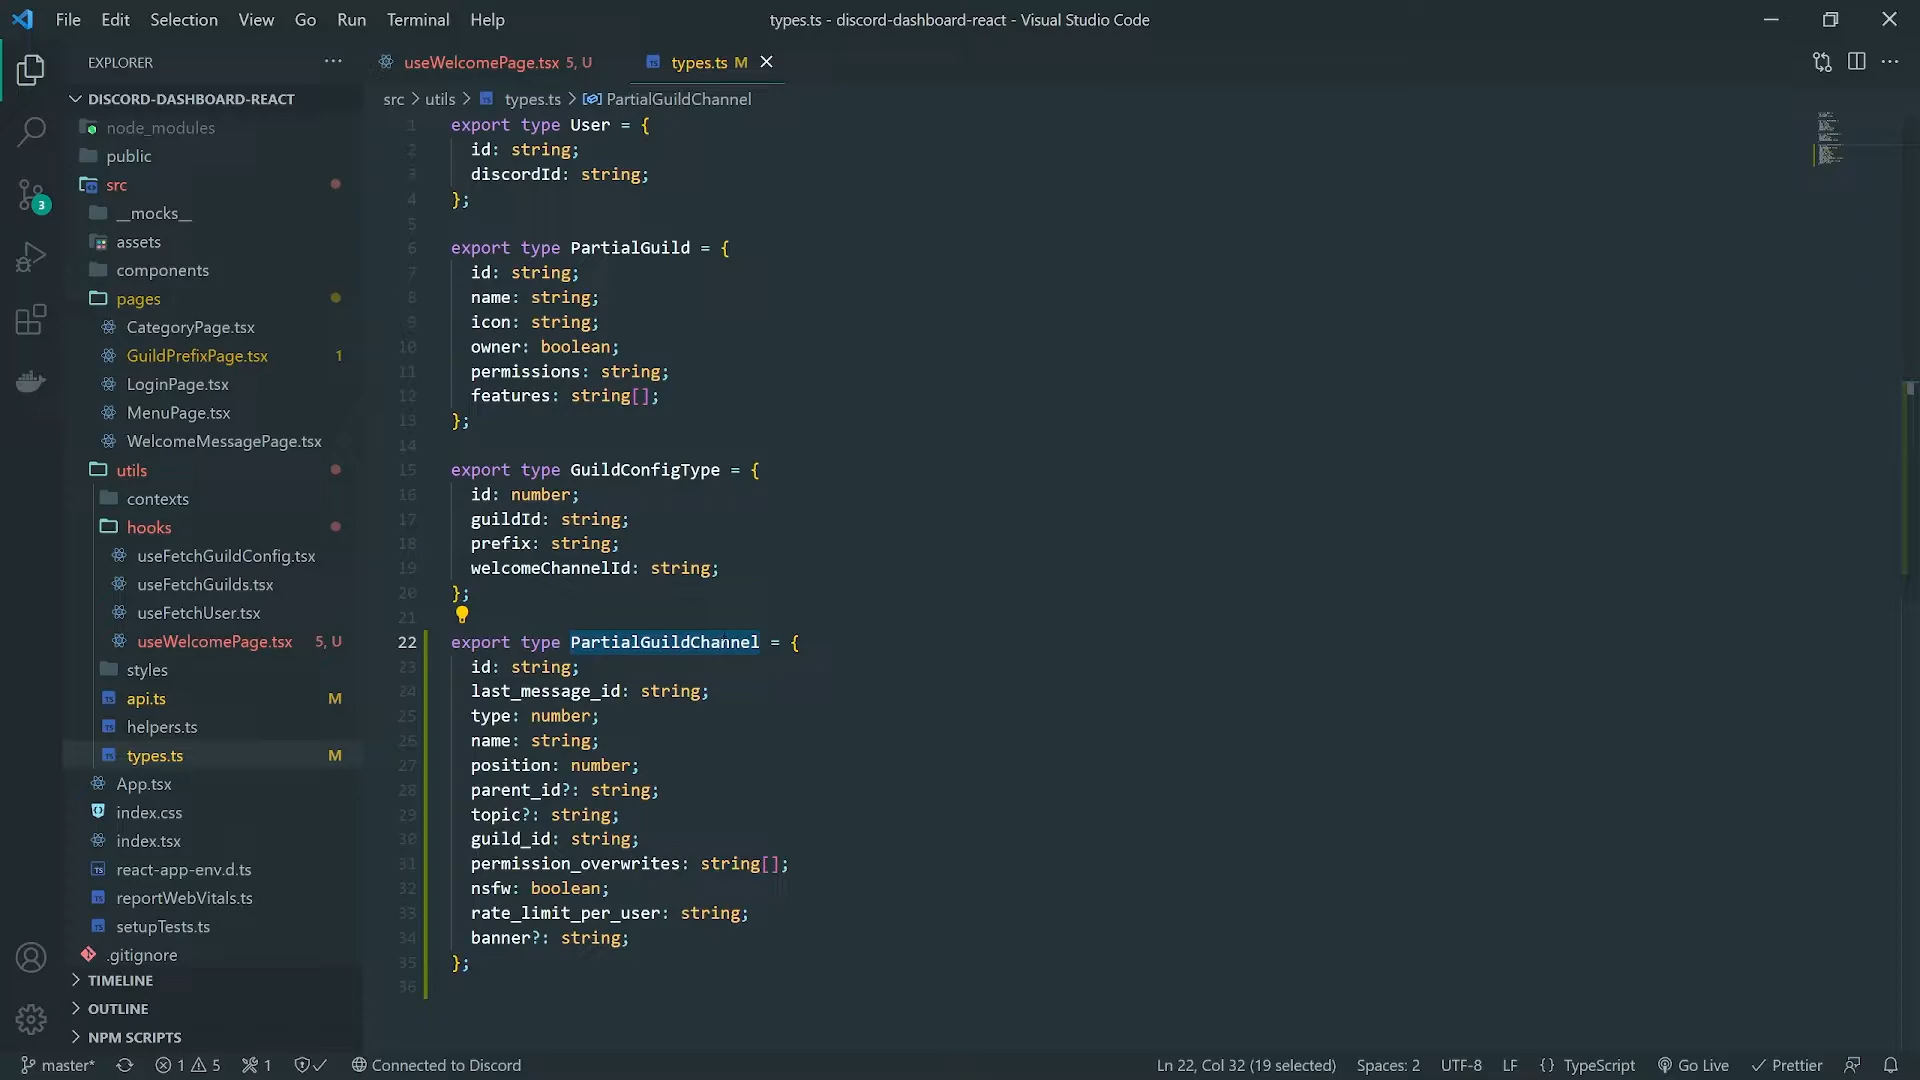 File Edit Selection View Go Run Terminal Help
types.ts - discord-dashboard-react - Visual Studio Code
EXPLORER
useWelcomePage.tsx 5, U
types.ts M
DISCORD-DASHBOARD-REACT
src > utils > types.ts > PartialGuildChannel
node_modules
public
src
__mocks__
assets
components
pages
CategoryPage.tsx
GuildPrefixPage.tsx 1
LoginPage.tsx
MenuPage.tsx
WelcomeMessagePage.tsx
utils
contexts
hooks
useFetchGuildConfig.tsx
useFetchGuilds.tsx
useFetchUser.tsx
useWelcomePage.tsx 5, U
styles
api.ts M
helpers.ts
types.ts M
App.tsx
index.css
index.tsx
react-app-env.d.ts
reportWebVitals.ts
setupTests.ts
.gitignore
TIMELINE
OUTLINE
NPM SCRIPTS
3
1 export type User = {
2 id: string;
3 discordId: string;
4 };
5
6 export type PartialGuild = {
7 id: string;
8 name: string;
9 icon: string;
10 owner: boolean;
11 permissions: string;
12 features: string[];
13 };
14
15 export type GuildConfigType = {
16 id: number;
17 guildId: string;
18 prefix: string;
19 welcomeChannelId: string;
20 };
21
22 export type PartialGuildChannel = {
23 id: string;
24 last_message_id: string;
25 type: number;
26 name: string;
27 position: number;
28 parent_id?: string;
29 topic?: string;
30 guild_id: string;
31 permission_overwrites: string[];
32 nsfw: boolean;
33 rate_limit_per_user: string;
34 banner?: string;
35 };
36
master* 1 5 1 Connected to Discord
Ln 22, Col 32 (19 selected) Spaces: 2 UTF-8 LF {} TypeScript Go Live Prettier